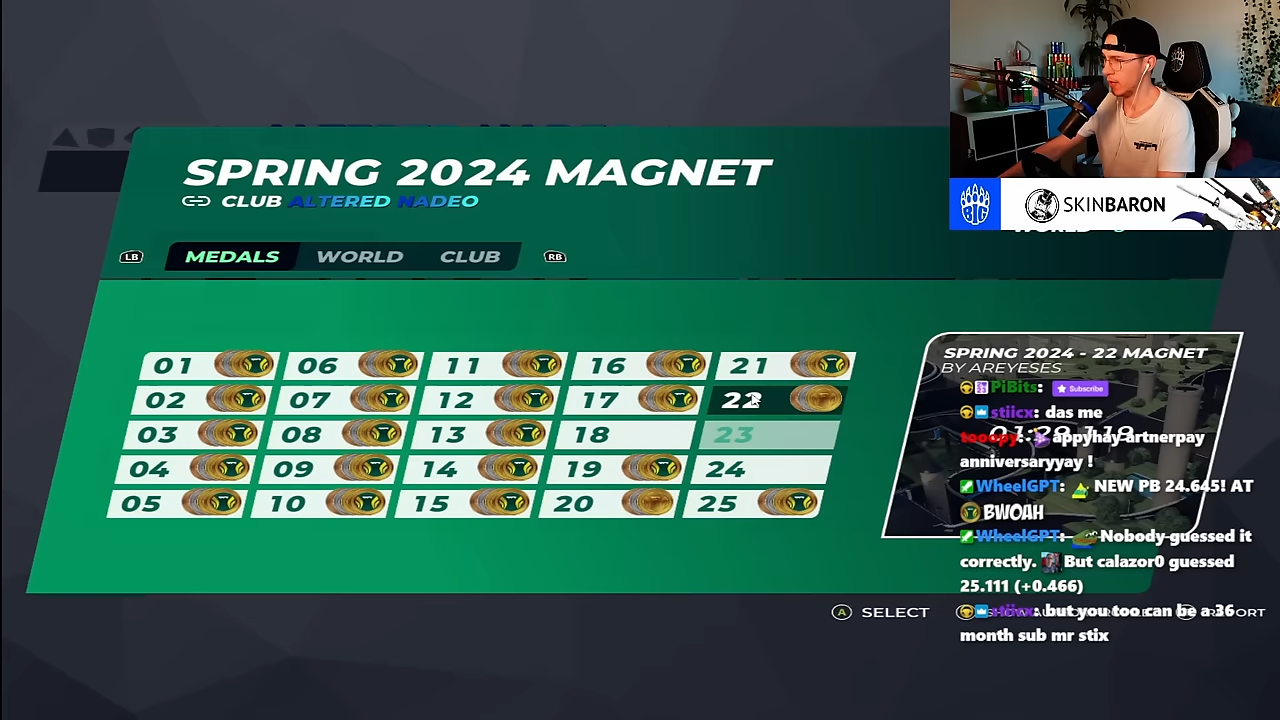 SPRING 2024 MAGNET
CLUB ALTERED NADEO
LB MEDALS WORLD CLUB RB
01 06 11 16 21
02 07 12 17 22
03 08 13 18 23
04 09 14 19 24
05 10 15 20 25
SPRING 2024 - 22 MAGNET
BY AREYESES
A SELECT
BIG SKINBARON
PiBits: Subscribe
stiicx: das me
tooopy: appyhay artnerpay
anniversaryyay !
WheelGPT: NEW PB 24.645! AT
BWOAH
WheelGPT: Nobody guessed it
correctly. But calazor0 guessed
25.111 (+0.466)
stiicx: but you too can be a 36
month sub mr stix